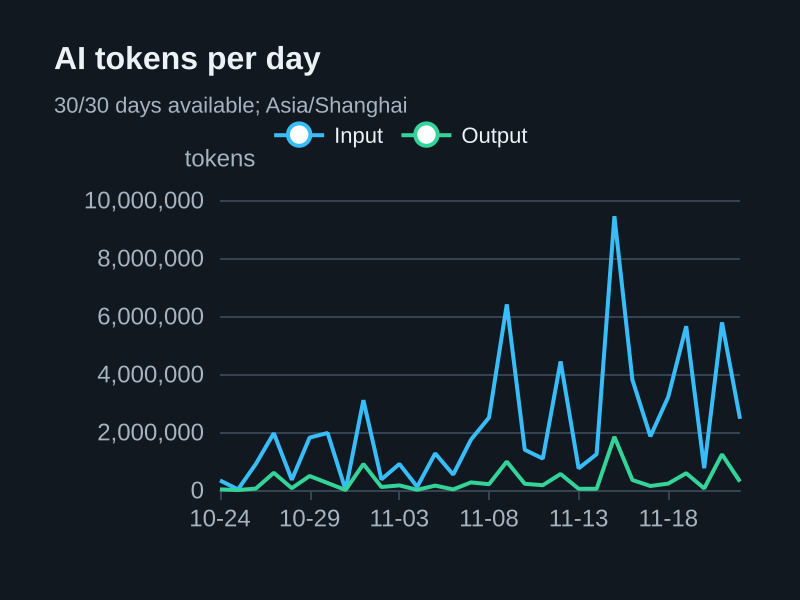 AI tokens per day
30/30 days available; Asia/Shanghai
Input Output
tokens
10,000,000
8,000,000
6,000,000
4,000,000
2,000,000
0
10-24 10-29 11-03 11-08 11-13 11-18